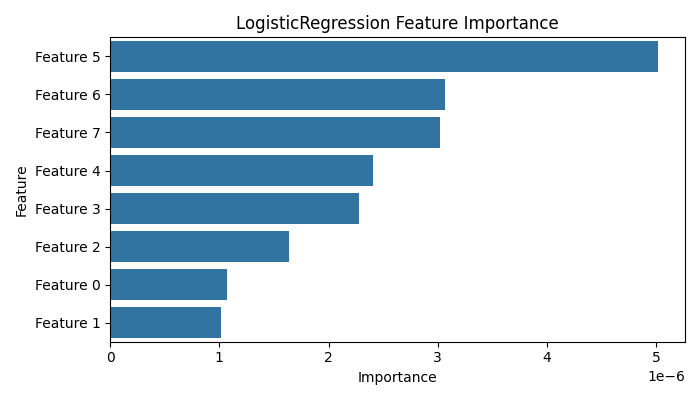 LogisticRegression Feature Importance
Feature
Feature 5
Feature 6
Feature 7
Feature 4
Feature 3
Feature 2
Feature 0
Feature 1
0 1 2 3 4 5
1e−6
Importance